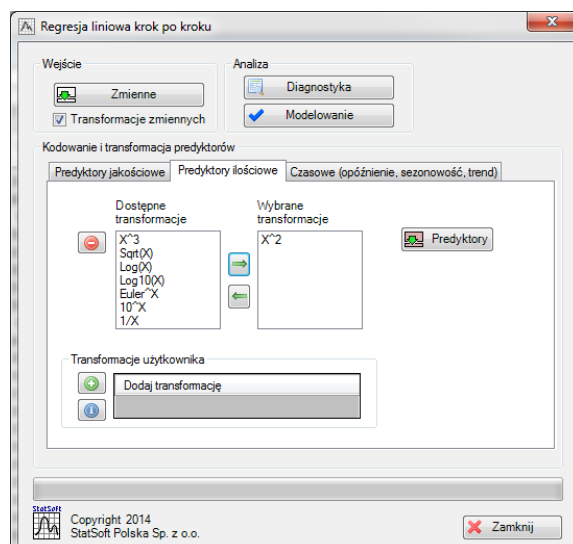 Regresja liniowa krok po kroku
Wejście
Zmienne
Transformacje zmiennych
Analiza
Diagnostyka
Modelowanie
Kodowanie i transformacja predyktorów
Predyktory jakościowe
Predyktory ilościowe
Czasowe (opóźnienie, sezonowość, trend)
Dostępne
transformacje
X^3
Sqrt(X)
Log(X)
Log10(X)
Euler^X
10^X
1/X
Wybrane
transformacje
X^2
Predyktory
Transformacje użytkownika
Dodaj transformację
StatSoft
Copyright 2014
StatSoft Polska Sp. z o.o.
Zamknij